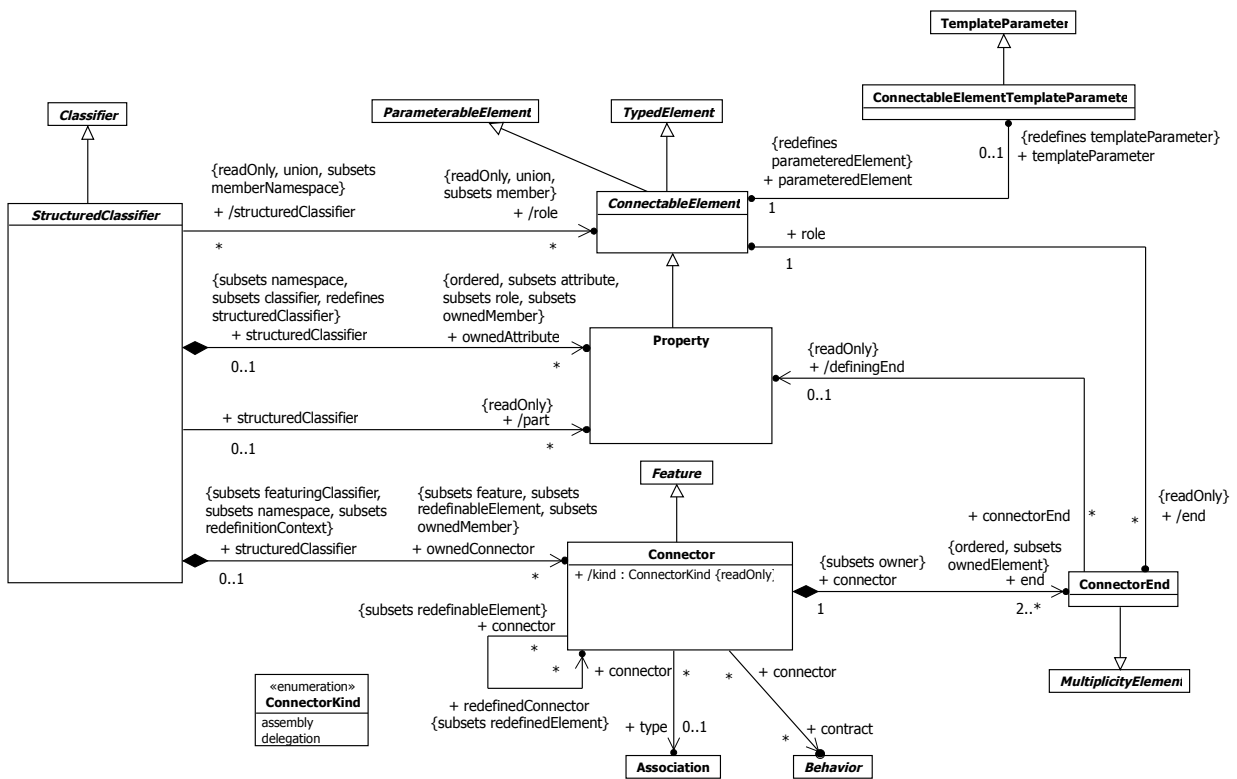 TemplateParameter
ConnectableElementTemplateParamete
Classifier
ParameterableElement
TypedElement
{redefines
parameteredElement}
+ parameteredElement
1
0..1
{redefines templateParameter}
+ templateParameter
{readOnly, union, subsets
memberNamespace}
+ /structuredClassifier
*
{readOnly, union,
subsets member}
+ /role
*
StructuredClassifier
ConnectableElement
+ role
1
{subsets namespace,
subsets classifier, redefines
structuredClassifier}
+ structuredClassifier
0..1
{ordered, subsets attribute,
subsets role, subsets
ownedMember}
+ ownedAttribute
*
Property
{readOnly}
+ /definingEnd
0..1
+ structuredClassifier
0..1
{readOnly}
+ /part
*
Feature
{subsets featuringClassifier,
subsets namespace, subsets
redefinitionContext}
+ structuredClassifier
0..1
{subsets feature, subsets
redefinableElement, subsets
ownedMember}
+ ownedConnector
*
+ connectorEnd
*
*
{readOnly}
+ /end
Connector
+ /kind : ConnectorKind {readOnly}
{subsets owner}
+ connector
1
{ordered, subsets
ownedElement}
+ end
2..*
ConnectorEnd
{subsets redefinableElement}
+ connector
*
*
+ redefinedConnector
{subsets redefinedElement}
+ connector
*
*
+ connector
+ type
0..1
+ contract
*
MultiplicityElement
«enumeration»
ConnectorKind
assembly
delegation
Association
Behavior